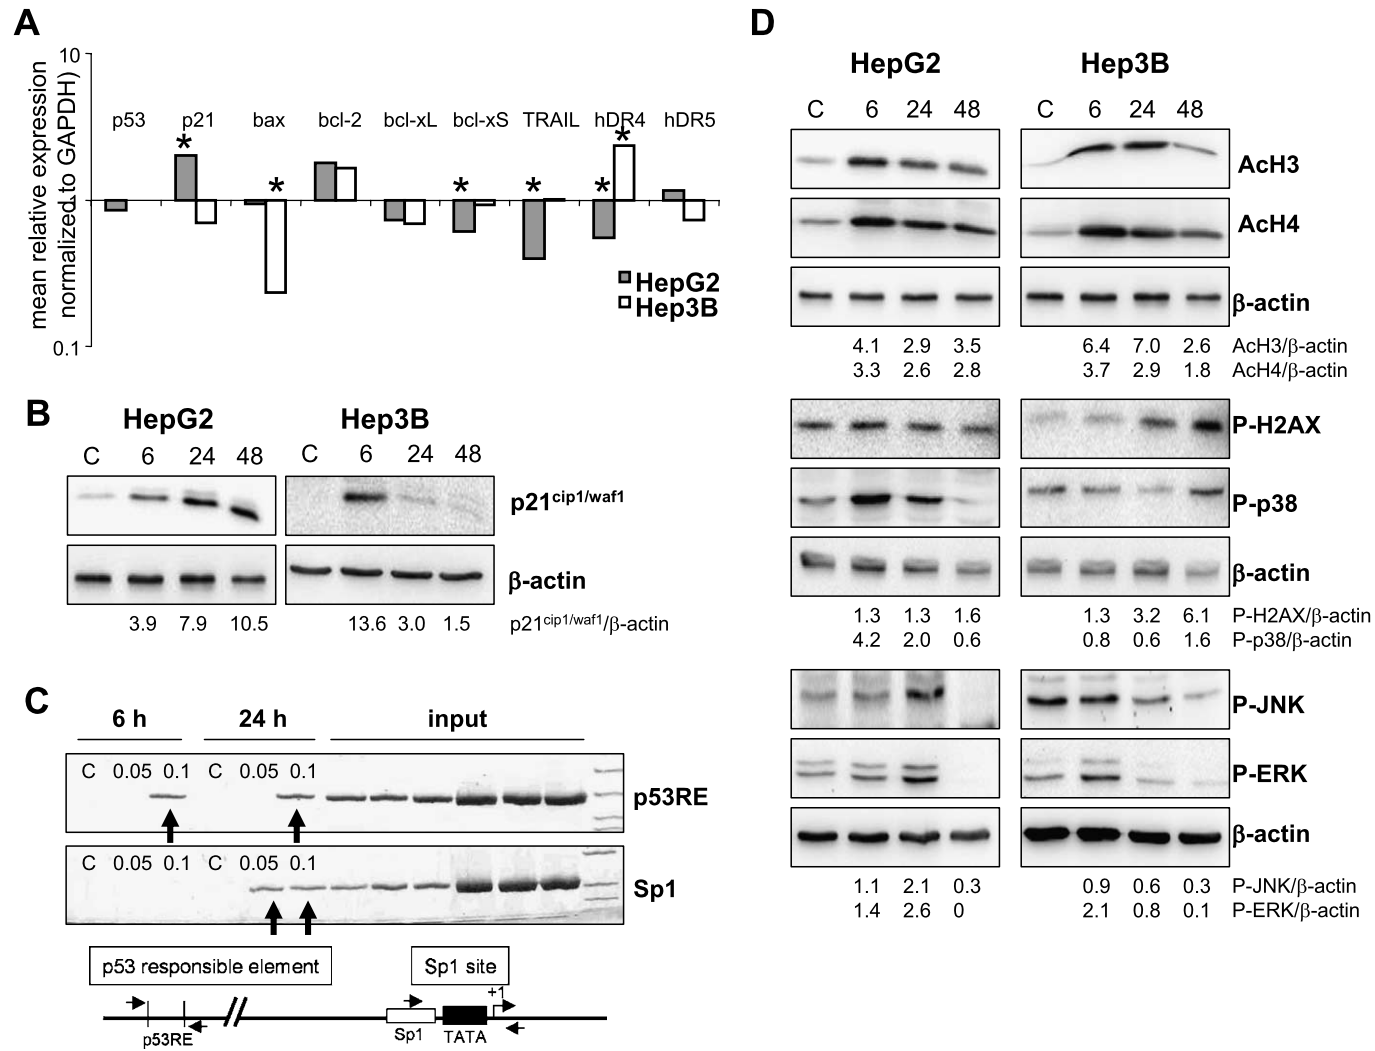 A
mean relative expression
normalized to GAPDH)
10
1
0.1
p53 p21 bax bcl-2 bcl-xL bcl-xS TRAIL hDR4 hDR5
* * * * * *
HepG2
Hep3B
B
HepG2 Hep3B
C 6 24 48 C 6 24 48
p21cip1/waf1
β-actin
3.9 7.9 10.5 13.6 3.0 1.5 p21cip1/waf1/β-actin
C
6 h 24 h input
C 0.05 0.1 C 0.05 0.1
p53RE
C 0.05 0.1 C 0.05 0.1
Sp1
p53 responsible element Sp1 site
+1
p53RE Sp1 TATA
D
HepG2 Hep3B
C 6 24 48 C 6 24 48
AcH3
AcH4
β-actin
4.1 2.9 3.5 6.4 7.0 2.6 AcH3/β-actin
3.3 2.6 2.8 3.7 2.9 1.8 AcH4/β-actin
P-H2AX
P-p38
β-actin
1.3 1.3 1.6 1.3 3.2 6.1 P-H2AX/β-actin
4.2 2.0 0.6 0.8 0.6 1.6 P-p38/β-actin
P-JNK
P-ERK
β-actin
1.1 2.1 0.3 0.9 0.6 0.3 P-JNK/β-actin
1.4 2.6 0 2.1 0.8 0.1 P-ERK/β-actin